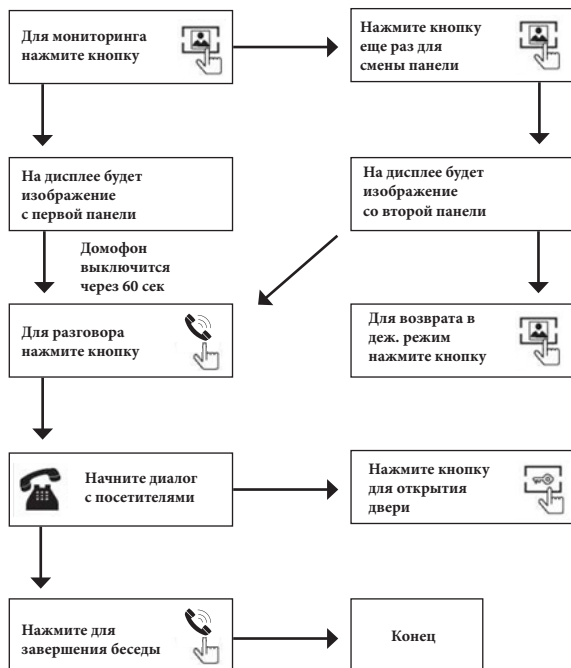 Для мониторинга
нажмите кнопку
Нажмите кнопку
еще раз для
смены панели
На дисплее будет
изображение
с первой панели
На дисплее будет
изображение
со второй панели
Домофон
выключится
через 60 сек
Для разговора
нажмите кнопку
Для возврата в
деж. режим
нажмите кнопку
Начните диалог
с посетителями
Нажмите кнопку
для открытия
двери
Нажмите для
завершения беседы
Конец